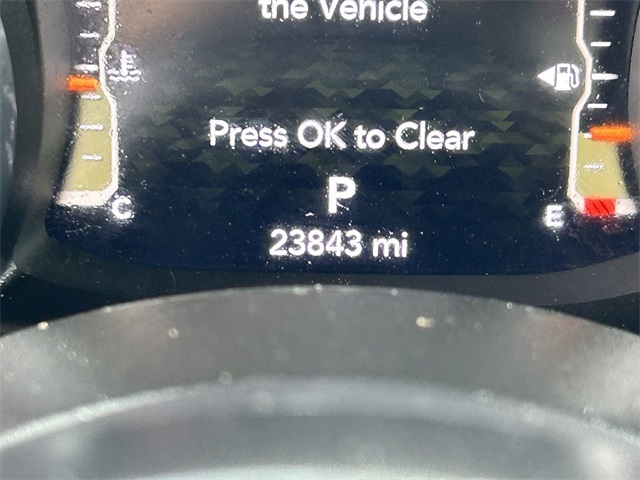 the Vehicle
Press OK to Clear
P
C
E
23843 mi